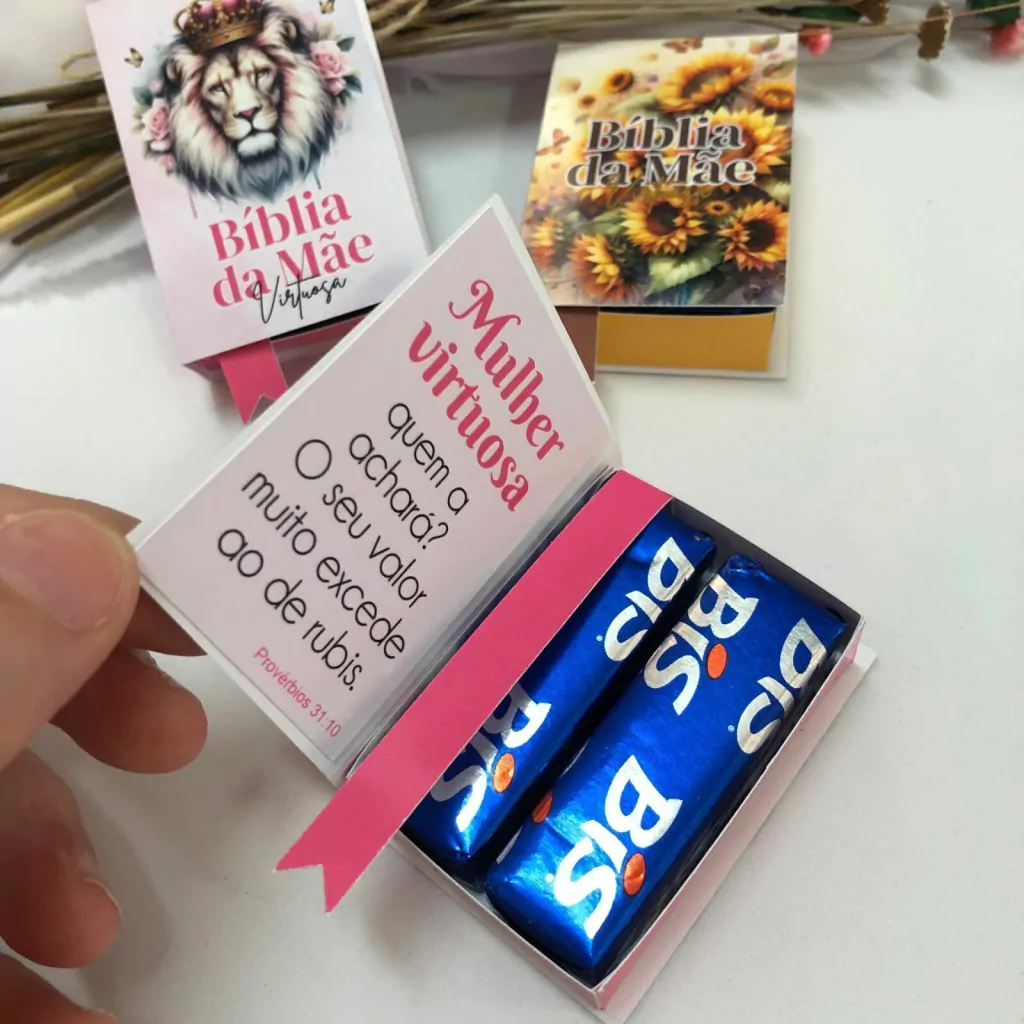 Bíblia
da Mãe
Virtuosa
Bíblia
da Mãe
Mulher
virtuosa
quem a
achará?
O seu valor
muito excede
ao de rubis.
Provérbios 31:10
Bis
Bis
Bis
Bis
Bis